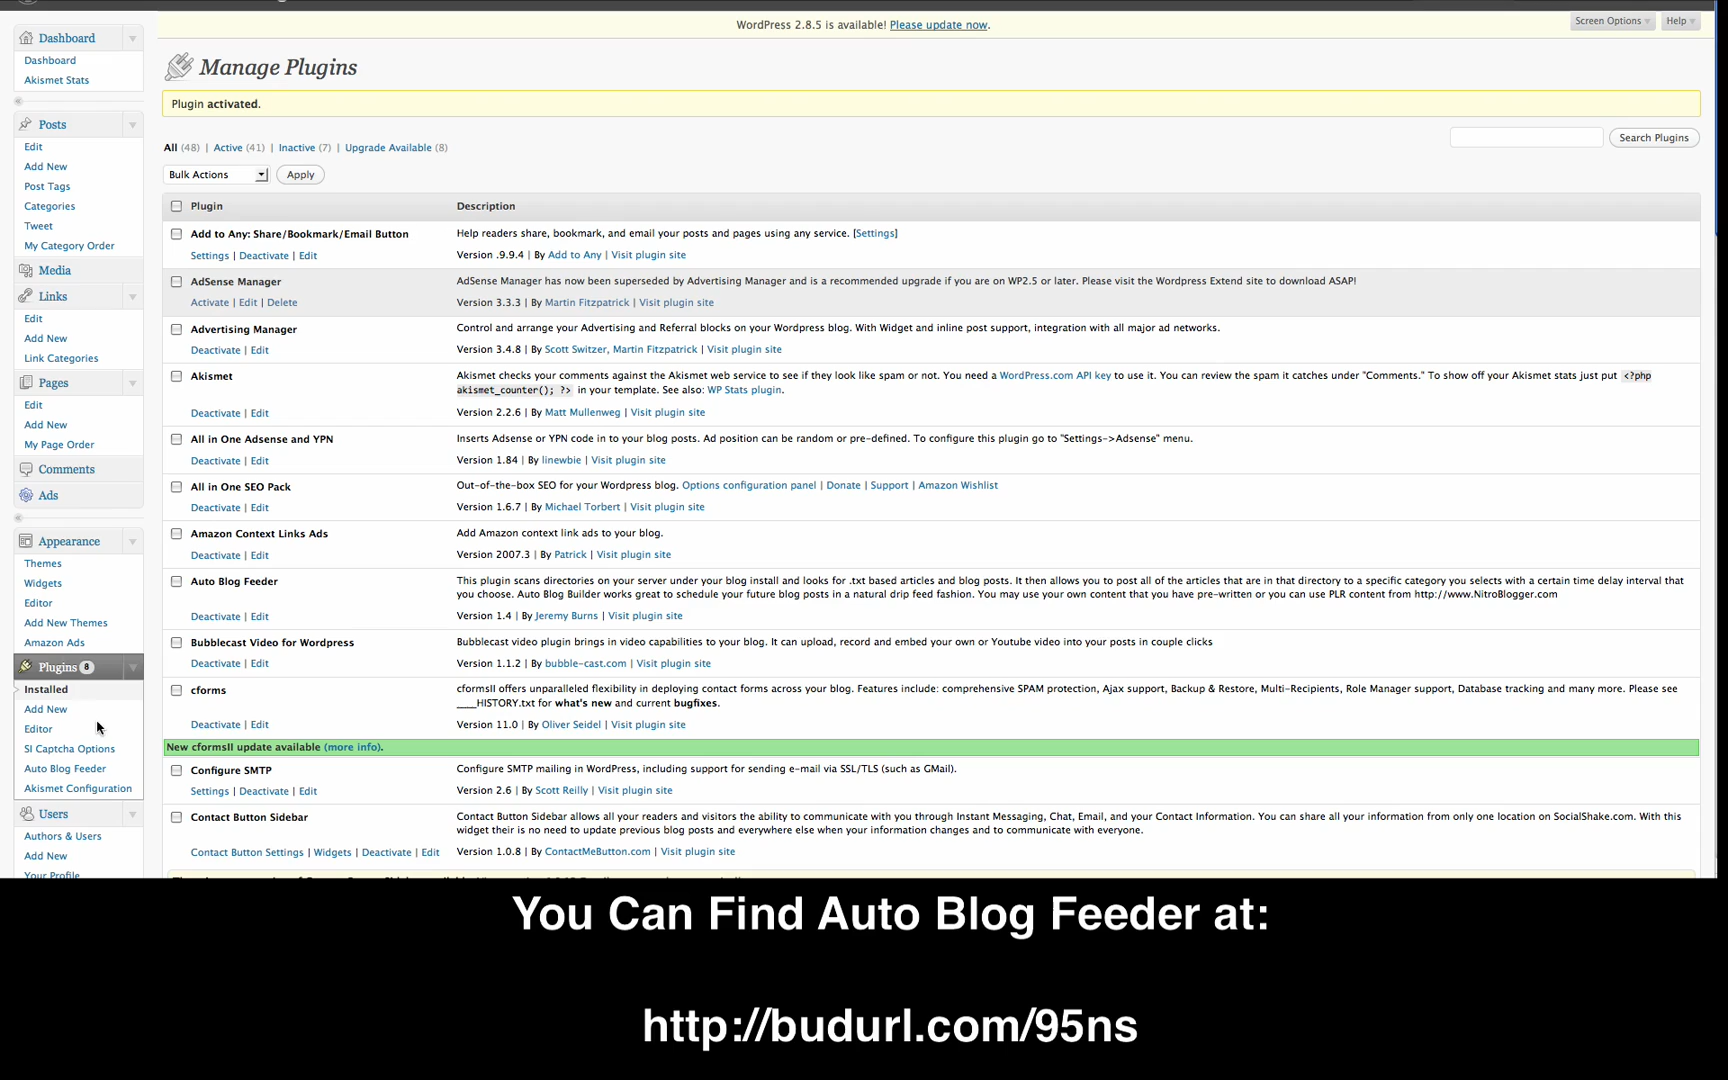 WordPress 2.8.5 is available! Please update now.
Screen Options
Help
Dashboard
Dashboard
Akismet Stats
Posts
Edit
Add New
Post Tags
Categories
Tweet
My Category Order
Media
Links
Edit
Add New
Link Categories
Pages
Edit
Add New
My Page Order
Comments
Ads
Appearance
Themes
Widgets
Editor
Add New Themes
Amazon Ads
Plugins 8
Installed
Add New
Editor
SI Captcha Options
Auto Blog Feeder
Akismet Configuration
Users
Authors & Users
Add New
Your Profile
Manage Plugins
Plugin activated.
Search Plugins
All (48) | Active (41) | Inactive (7) | Upgrade Available (8)
Bulk Actions
Apply
Plugin Description
Add to Any: Share/Bookmark/Email Button
Help readers share, bookmark, and email your posts and pages using any service. [Settings]
Settings | Deactivate | Edit
Version .9.9.4 | By Add to Any | Visit plugin site
AdSense Manager
AdSense Manager has now been superseded by Advertising Manager and is a recommended upgrade if you are on WP2.5 or later. Please visit the Wordpress Extend site to download ASAP!
Activate | Edit | Delete
Version 3.3.3 | By Martin Fitzpatrick | Visit plugin site
Advertising Manager
Control and arrange your Advertising and Referral blocks on your Wordpress blog. With Widget and inline post support, integration with all major ad networks.
Deactivate | Edit
Version 3.4.8 | By Scott Switzer, Martin Fitzpatrick | Visit plugin site
Akismet
Akismet checks your comments against the Akismet web service to see if they look like spam or not. You need a WordPress.com API key to use it. You can review the spam it catches under "Comments." To show off your Akismet stats just put <?php
akismet_counter(); ?> in your template. See also: WP Stats plugin.
Deactivate | Edit
Version 2.2.6 | By Matt Mullenweg | Visit plugin site
All in One Adsense and YPN
Inserts Adsense or YPN code in to your blog posts. Ad position can be random or pre-defined. To configure this plugin go to "Settings->Adsense" menu.
Deactivate | Edit
Version 1.84 | By linewbie | Visit plugin site
All in One SEO Pack
Out-of-the-box SEO for your Wordpress blog. Options configuration panel | Donate | Support | Amazon Wishlist
Deactivate | Edit
Version 1.6.7 | By Michael Torbert | Visit plugin site
Amazon Context Links Ads
Add Amazon context link ads to your blog.
Deactivate | Edit
Version 2007.3 | By Patrick | Visit plugin site
Auto Blog Feeder
This plugin scans directories on your server under your blog install and looks for .txt based articles and blog posts. It then allows you to post all of the articles that are in that directory to a specific category you selects with a certain time delay interval that
you choose. Auto Blog Builder works great to schedule your future blog posts in a natural drip feed fashion. You may use your own content that you have pre-written or you can use PLR content from http://www.NitroBlogger.com
Deactivate | Edit
Version 1.4 | By Jeremy Burns | Visit plugin site
Bubblecast Video for Wordpress
Bubblecast video plugin brings in video capabilities to your blog. It can upload, record and embed your own or Youtube video into your posts in couple clicks
Deactivate | Edit
Version 1.1.2 | By bubble-cast.com | Visit plugin site
cforms
cformsII offers unparalleled flexibility in deploying contact forms across your blog. Features include: comprehensive SPAM protection, Ajax support, Backup & Restore, Multi-Recipients, Role Manager support, Database tracking and many more. Please see
____HISTORY.txt for what's new and current bugfixes.
Deactivate | Edit
Version 11.0 | By Oliver Seidel | Visit plugin site
New cformsII update available (more info).
Configure SMTP
Configure SMTP mailing in WordPress, including support for sending e-mail via SSL/TLS (such as GMail).
Settings | Deactivate | Edit
Version 2.6 | By Scott Reilly | Visit plugin site
Contact Button Sidebar
Contact Button Sidebar allows all your readers and visitors the ability to communicate with you through Instant Messaging, Chat, Email, and your Contact Information. You can share all your information from only one location on SocialShake.com. With this
widget their is no need to update previous blog posts and everywhere else when your information changes and to communicate with everyone.
Contact Button Settings | Widgets | Deactivate | Edit
Version 1.0.8 | By ContactMeButton.com | Visit plugin site
You Can Find Auto Blog Feeder at:
http://budurl.com/95ns